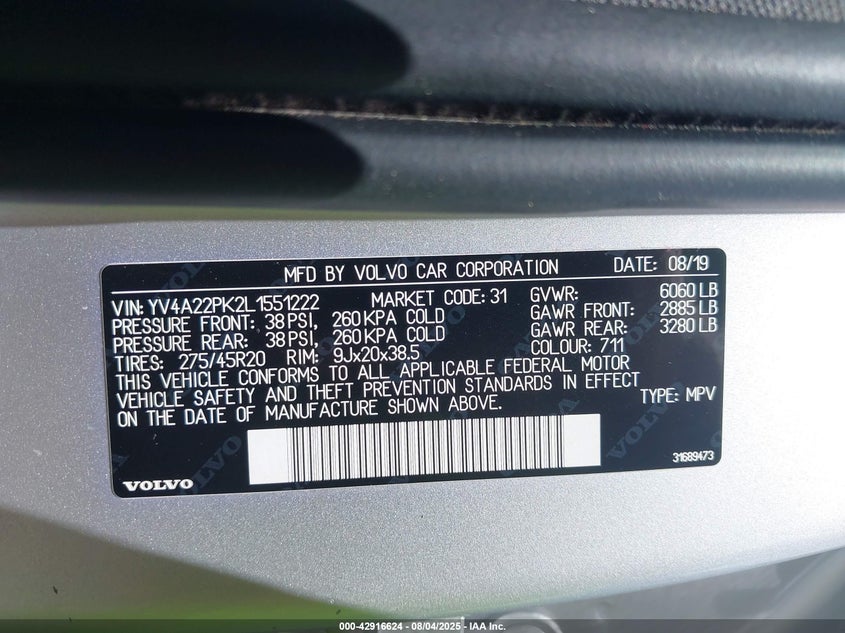 MFD BY VOLVO CAR CORPORATION DATE: 08/19
VIN: YV4A22PK2L1551222 MARKET CODE: 31 GVWR: 6060 LB
PRESSURE FRONT: 38 PSI, 260 KPA COLD GAWR FRONT: 2885 LB
PRESSURE REAR: 38 PSI, 260 KPA COLD GAWR REAR: 3280 LB
TIRES: 275/45R20 RIM: 9Jx20x38.5 COLOUR: 711
THIS VEHICLE CONFORMS TO ALL APPLICABLE FEDERAL MOTOR
VEHICLE SAFETY AND THEFT PREVENTION STANDARDS IN EFFECT
ON THE DATE OF MANUFACTURE SHOWN ABOVE. TYPE: MPV
31689473
VOLVO
000-42916624 - 08/04/2025 - IAA Inc.